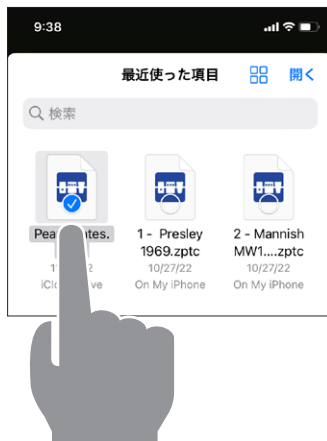 9:38
最近使った項目 開く
検索
1 - Presley
1969.zptc
10/27/22
On My iPhone
2 - Mannish
MW1....zptc
10/27/22
On My iPhone